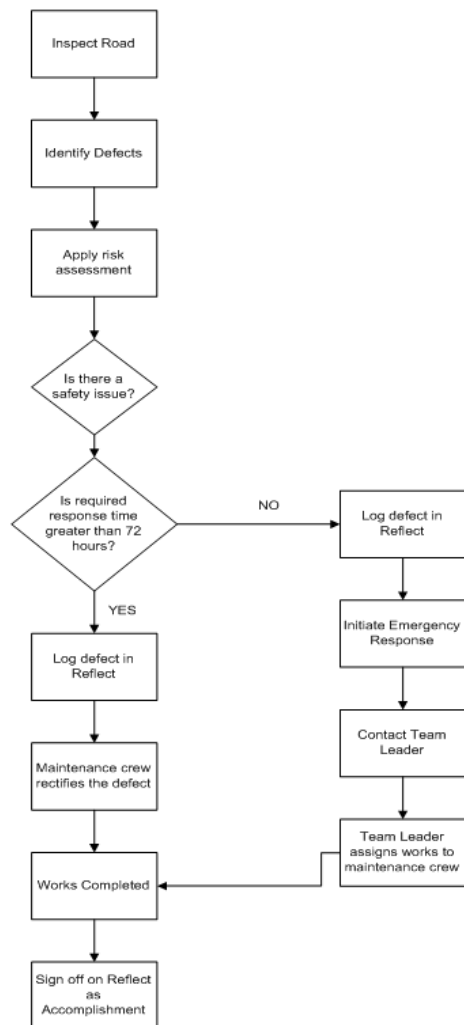 Inspect Road
Identify Defects
Apply risk
assessment
Is there a
safety issue?
Is required
response time
greater than 72
hours?
NO
Log defect in
Reflect
YES
Initiate Emergency
Response
Log defect in
Reflect
Contact Team
Leader
Maintenance crew
rectifies the defect
Team Leader
assigns works to
maintenance crew
Works Completed
Sign off on Reflect
as
Accomplishment